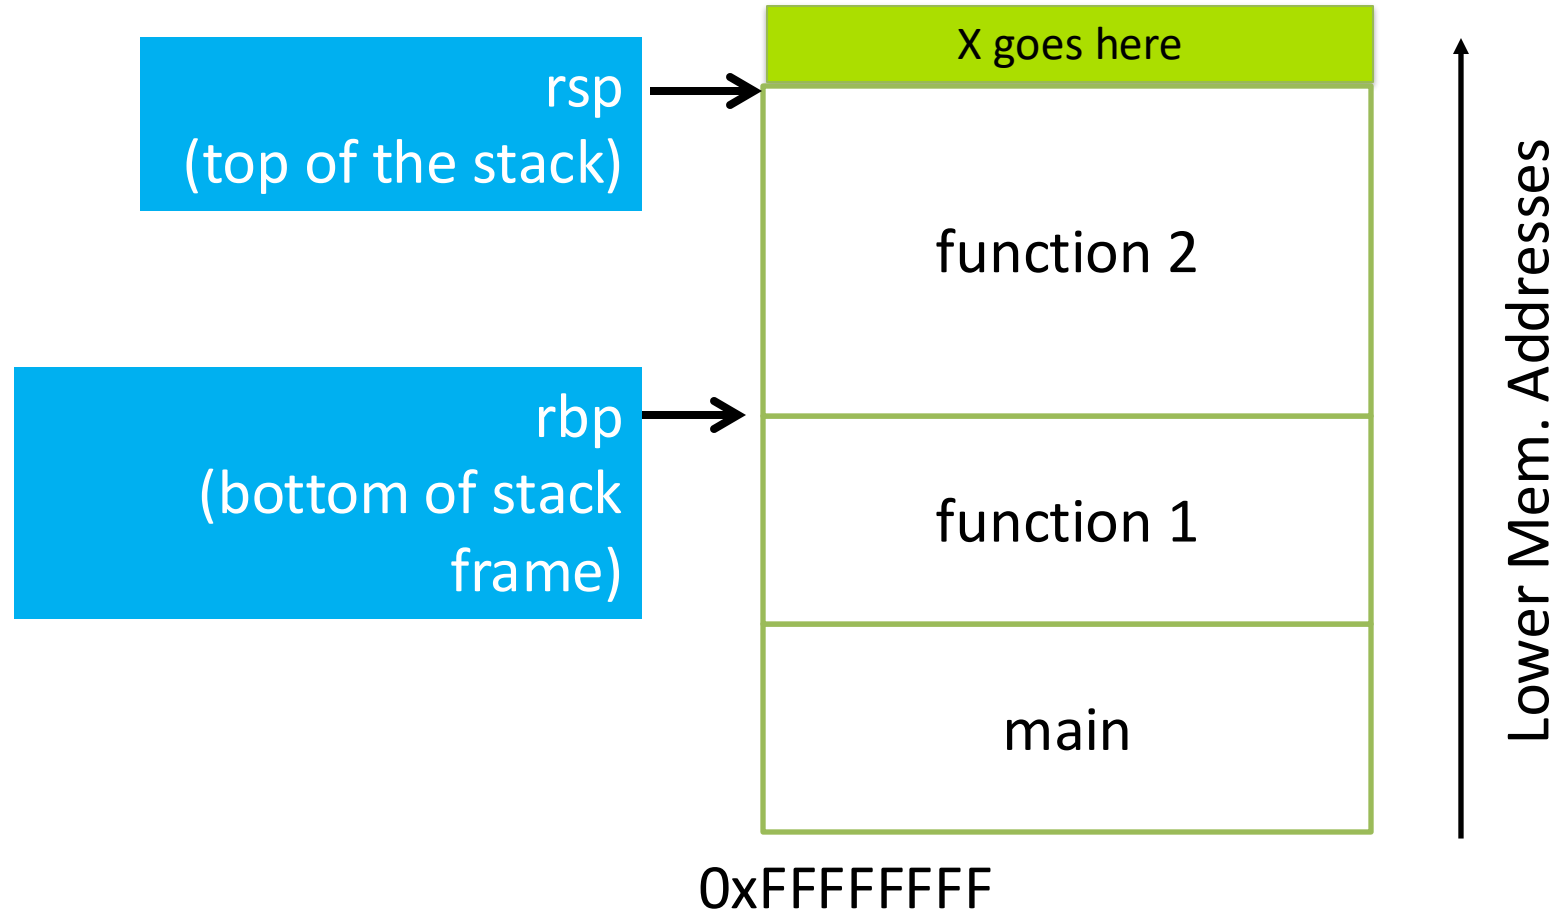 X goes here
rsp
(top of the stack)
function 2
rbp
(bottom of stack
frame)
function 1
main
0xFFFFFFFF
Lower Mem. Addresses